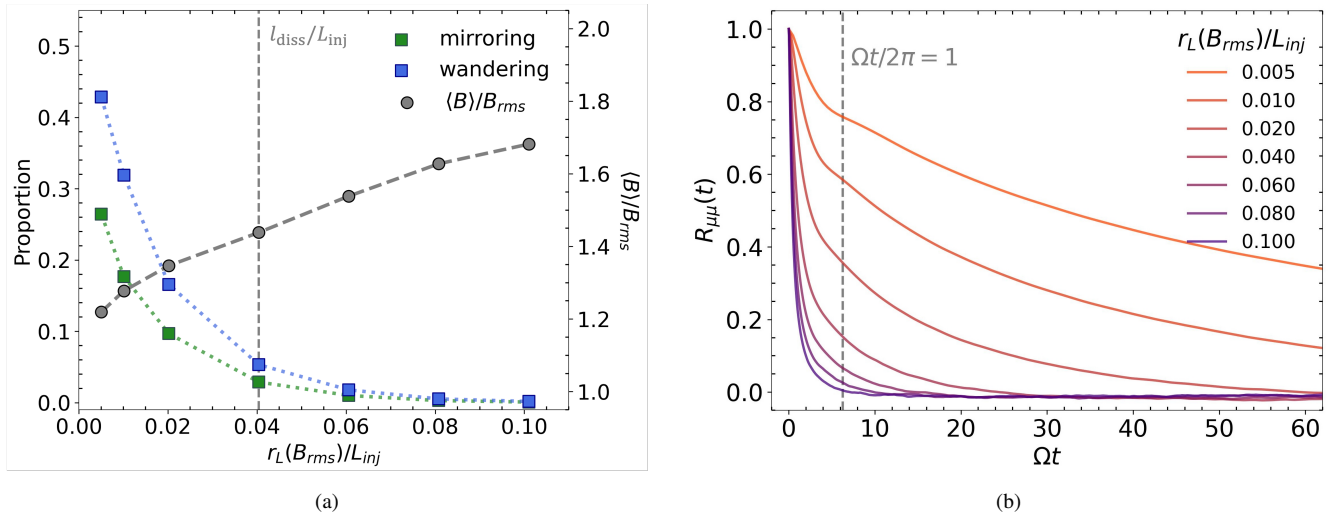 0.5
0.4
0.3
0.2
0.1
0.0
Proportion
l_diss/L_inj
mirroring
wandering
⟨B⟩/B_rms
2.0
1.8
1.6
1.4
1.2
1.0
⟨B⟩/B_rms
0.00 0.02 0.04 0.06 0.08 0.10
r_L(B_rms)/L_inj
(a)
1.0
0.8
0.6
0.4
0.2
0.0
R_μμ(t)
Ωt/2π = 1
r_L(B_rms)/L_inj
0.005
0.010
0.020
0.040
0.060
0.080
0.100
0 10 20 30 40 50 60
Ωt
(b)